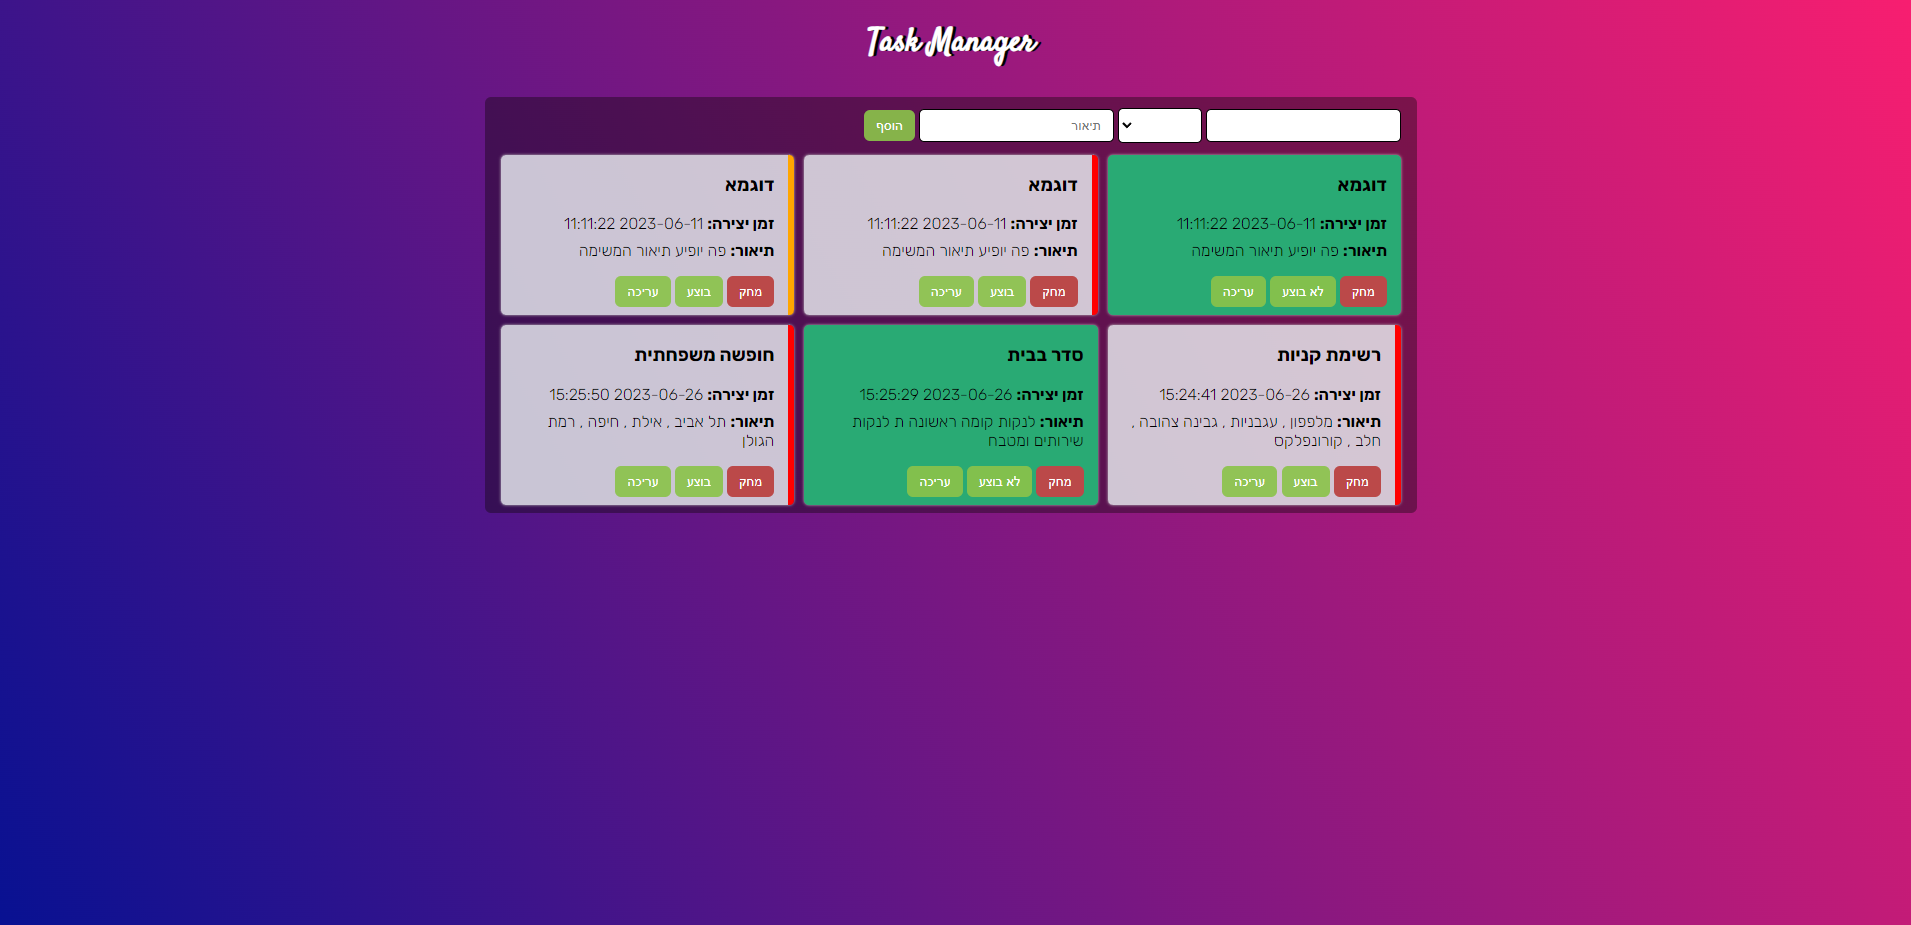 Task Manager
תיאור
הוסף
דוגמא
זמן יצירה: 2023-06-11 11:11:22
תיאור: פה יופיע תיאור המשימה
מחק
לא בוצע
עריכה
דוגמא
זמן יצירה: 2023-06-11 11:11:22
תיאור: פה יופיע תיאור המשימה
מחק
בוצע
עריכה
דוגמא
זמן יצירה: 2023-06-11 11:11:22
תיאור: פה יופיע תיאור המשימה
מחק
בוצע
עריכה
רשימת קניות
זמן יצירה: 2023-06-26 15:24:41
תיאור: מלפפון , עגבניות , גבינה צהובה ,
חלב , קורונפלקס
מחק
בוצע
עריכה
סדר בבית
זמן יצירה: 2023-06-26 15:25:29
תיאור: לנקות קומה ראשונה ת לנקות
שירותים ומטבח
מחק
לא בוצע
עריכה
חופשה משפחתית
זמן יצירה: 2023-06-26 15:25:50
תיאור: תל אביב , אילת , חיפה , רמת
הגולן
מחק
בוצע
עריכה